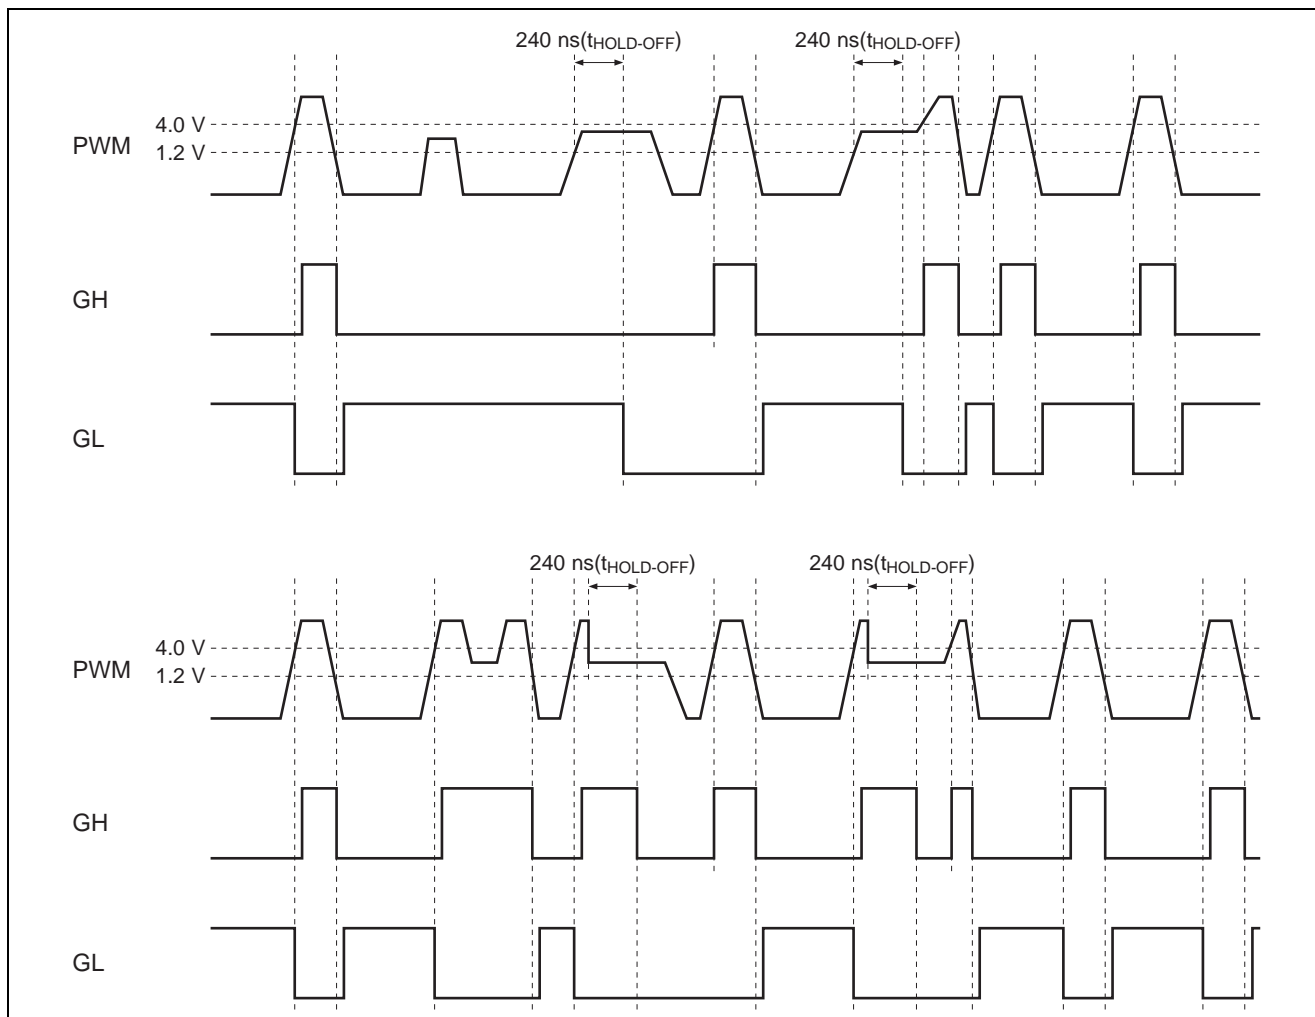 240 ns(tHOLD-OFF) 240 ns(tHOLD-OFF)
4.0 V
PWM
1.2 V
GH
GL
240 ns(tHOLD-OFF) 240 ns(tHOLD-OFF)
4.0 V
PWM
1.2 V
GH
GL